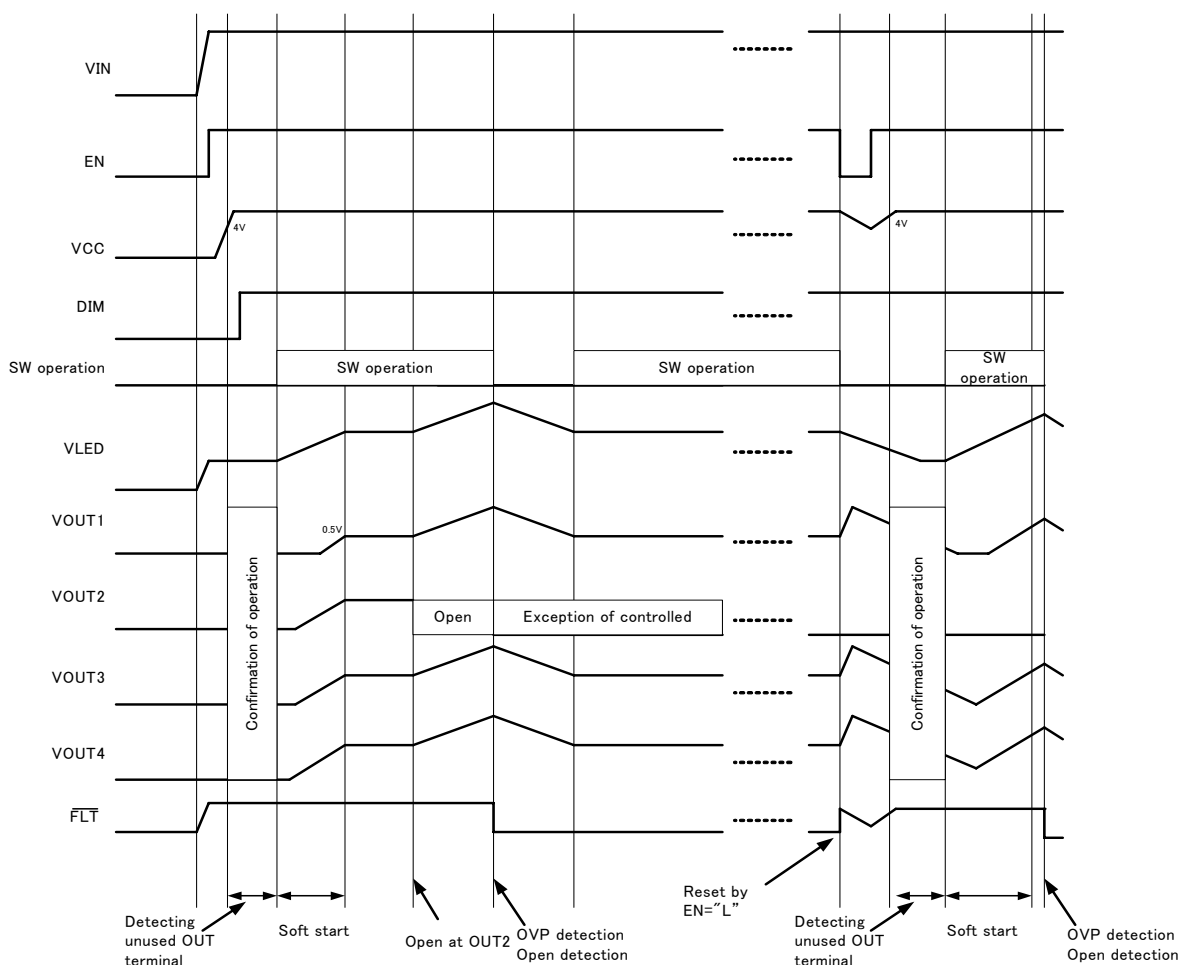 VIN
EN
VCC
4V
4V
DIM
SW operation
SW operation
SW operation
SW
operation
VLED
VOUT1
0.5V
Confirmation of operation
Confirmation of operation
VOUT2
Open
Exception of controlled
VOUT3
VOUT4
FLT
Detecting
unused OUT
terminal
Soft start
Open at OUT2
OVP detection
Open detection
Reset by
EN="L"
Detecting
unused OUT
terminal
Soft start
OVP detection
Open detection